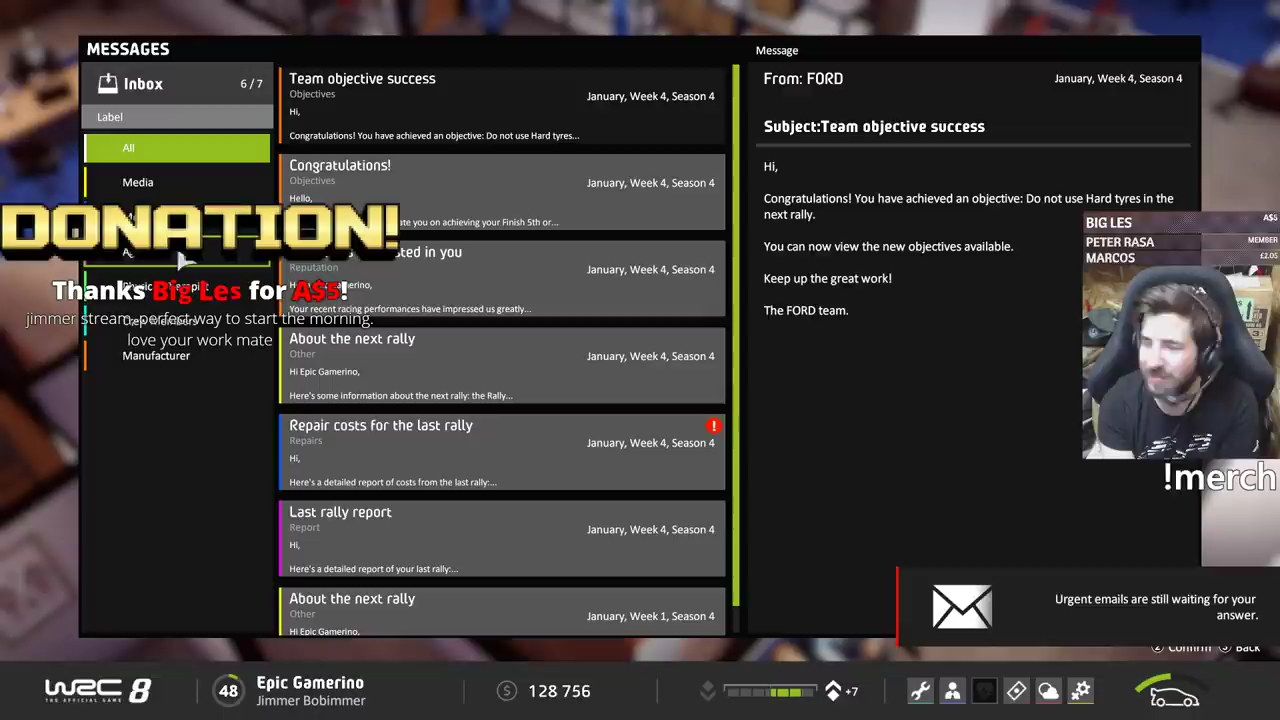 MESSAGES
Inbox 6/7
Label
All
Media
DONATION!
Thanks Big Les for A$5!
jimmer stream, perfect way to start the morning.
love your work mate
Manufacturer
Team objective success
Objectives
January, Week 4, Season 4
Hi,
Congratulations! You have achieved an objective: Do not use Hard tyres...
Congratulations!
Objectives
January, Week 4, Season 4
Hello,
you on achieving your Finish 5th or...
in you
Reputation
January, Week 4, Season 4
Your recent racing performances have impressed us greatly...
About the next rally
Other
January, Week 4, Season 4
Hi Epic Gamerino,
Here's some information about the next rally: the Rally...
Repair costs for the last rally
!
Repairs
January, Week 4, Season 4
Hi,
Here's a detailed report of costs from the last rally:...
Last rally report
Report
January, Week 4, Season 4
Hi,
Here's a detailed report of your last rally:...
About the next rally
Other
January, Week 1, Season 4
Hi Epic Gamerino,
Message
From: FORD
January, Week 4, Season 4
Subject:Team objective success
Hi,
Congratulations! You have achieved an objective: Do not use Hard tyres in the
next rally.
You can now view the new objectives available.
Keep up the great work!
The FORD team.
BIG LES A$5
PETER RASA MEMBER
MARCOS £2.05
!merch
Urgent emails are still waiting for your
answer.
Confirm Back
WRC 8
THE OFFICIAL GAME
48
Epic Gamerino
Jimmer Bobimmer
128 756
+7